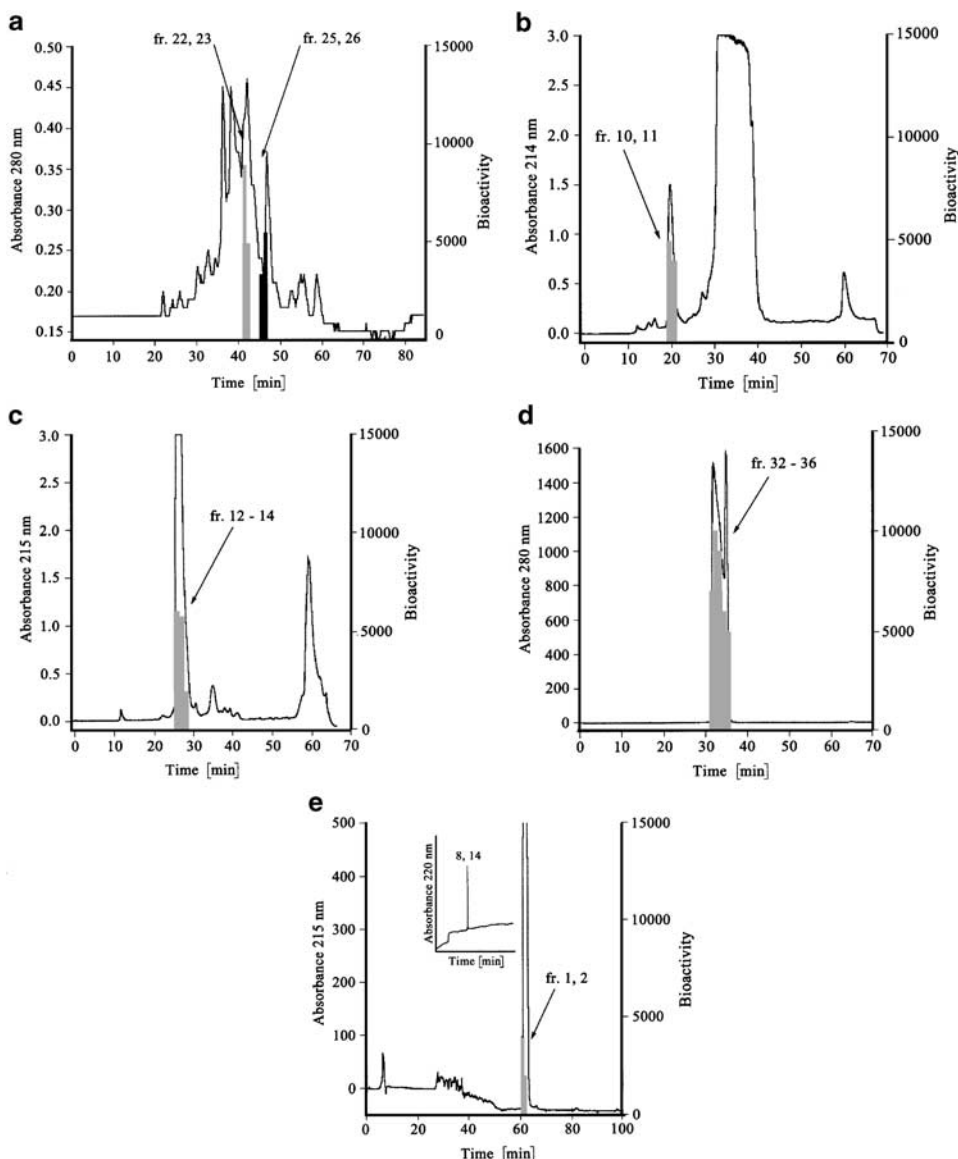 a
fr. 22, 23
fr. 25, 26
0.50
0.45
0.40
0.35
0.30
0.25
0.20
0.15
Absorbance 280 nm
15000
10000
5000
0
Bioactivity
0 10 20 30 40 50 60 70 80
Time [min]
b
fr. 10, 11
3.0
2.5
2.0
1.5
1.0
0.5
0.0
Absorbance 214 nm
15000
10000
5000
0
Bioactivity
0 10 20 30 40 50 60 70
Time [min]
c
fr. 12 - 14
3.0
2.5
2.0
1.5
1.0
0.5
0.0
Absorbance 215 nm
15000
10000
5000
0
Bioactivity
0 10 20 30 40 50 60 70
Time [min]
d
fr. 32 - 36
1600
1400
1200
1000
800
600
400
200
0
Absorbance 280 nm
15000
10000
5000
0
Bioactivity
0 10 20 30 40 50 60 70
Time [min]
e
500
400
300
200
100
0
Absorbance 215 nm
8, 14
Absorbance 220 nm
Time [min]
fr. 1, 2
15000
10000
5000
0
Bioactivity
0 20 40 60 80 100
Time [min]